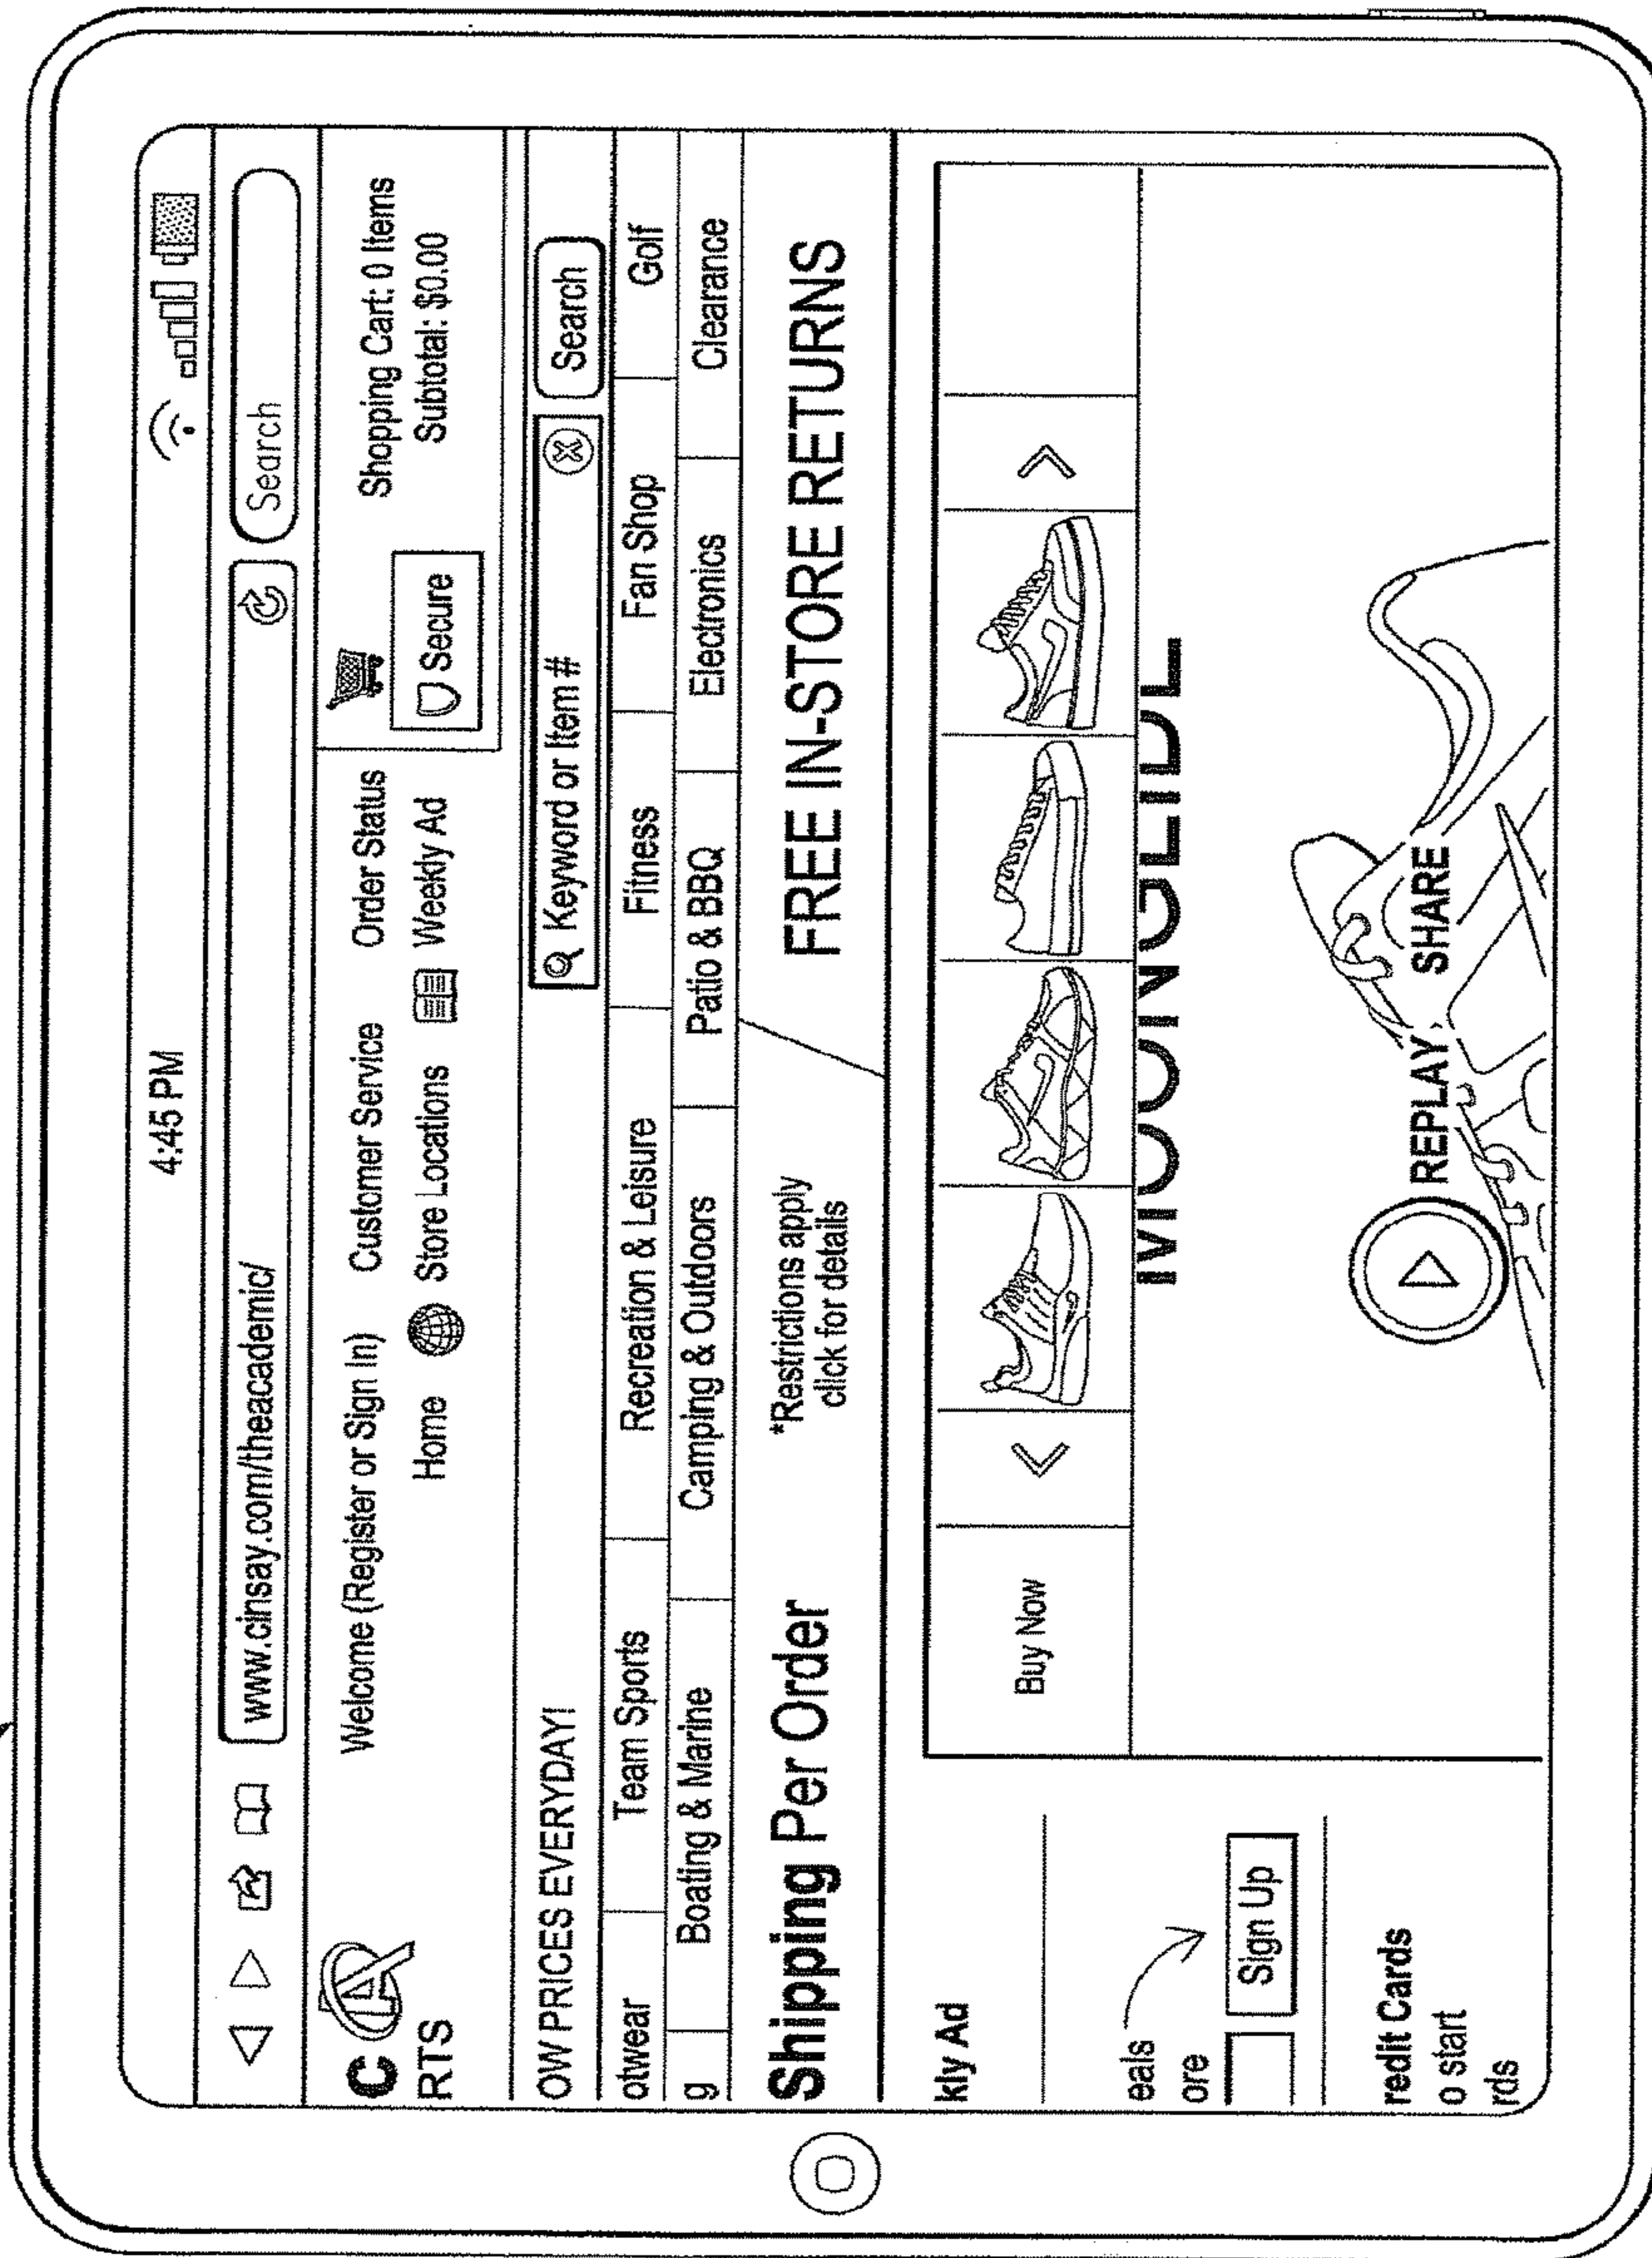 4:45 PM
www.cinsay.com/theacademic/
Search
Welcome (Register or Sign In) Customer Service Order Status
Shopping Cart: 0 Items
Home Store Locations Weekly Ad
Secure
Subtotal: $0.00
C A
RTS
OW PRICES EVERYDAY!
Keyword or Item #
Search
otwear Team Sports Recreation & Leisure Fitness Fan Shop Golf
g Boating & Marine Camping & Outdoors Patio & BBQ Electronics Clearance
Shipping Per Order
*Restrictions apply
click for details
FREE IN-STORE RETURNS
kly Ad
eals
ore
Sign Up
redit Cards
o start
rds
Buy Now
REPLAY SHARE